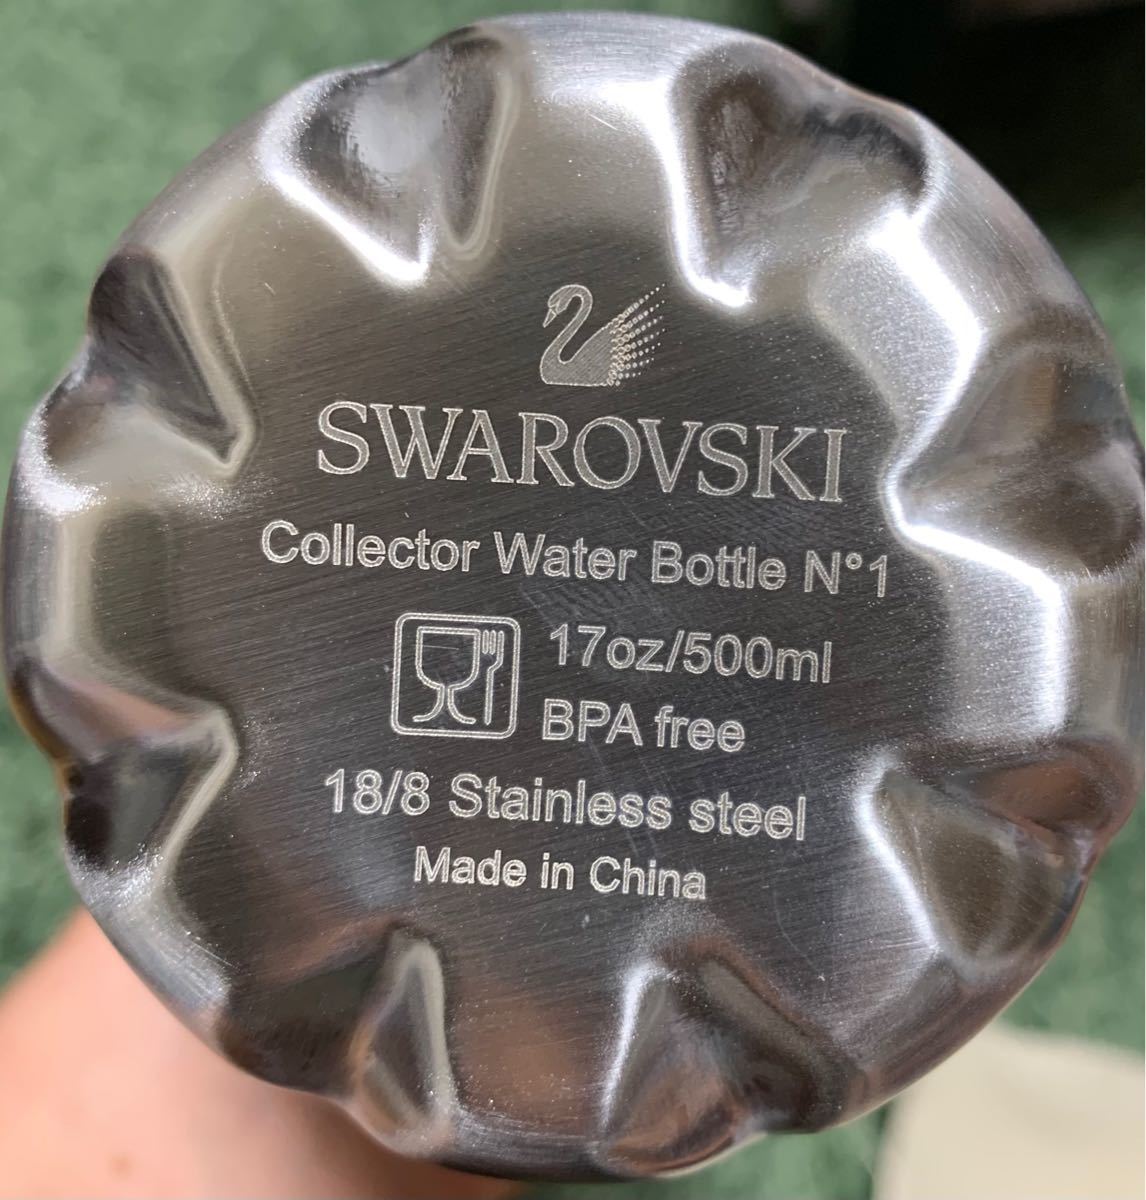 SWAROVSKI
Collector Water Bottle N°1
17oz/500ml
BPA free
18/8 Stainless steel
Made in China